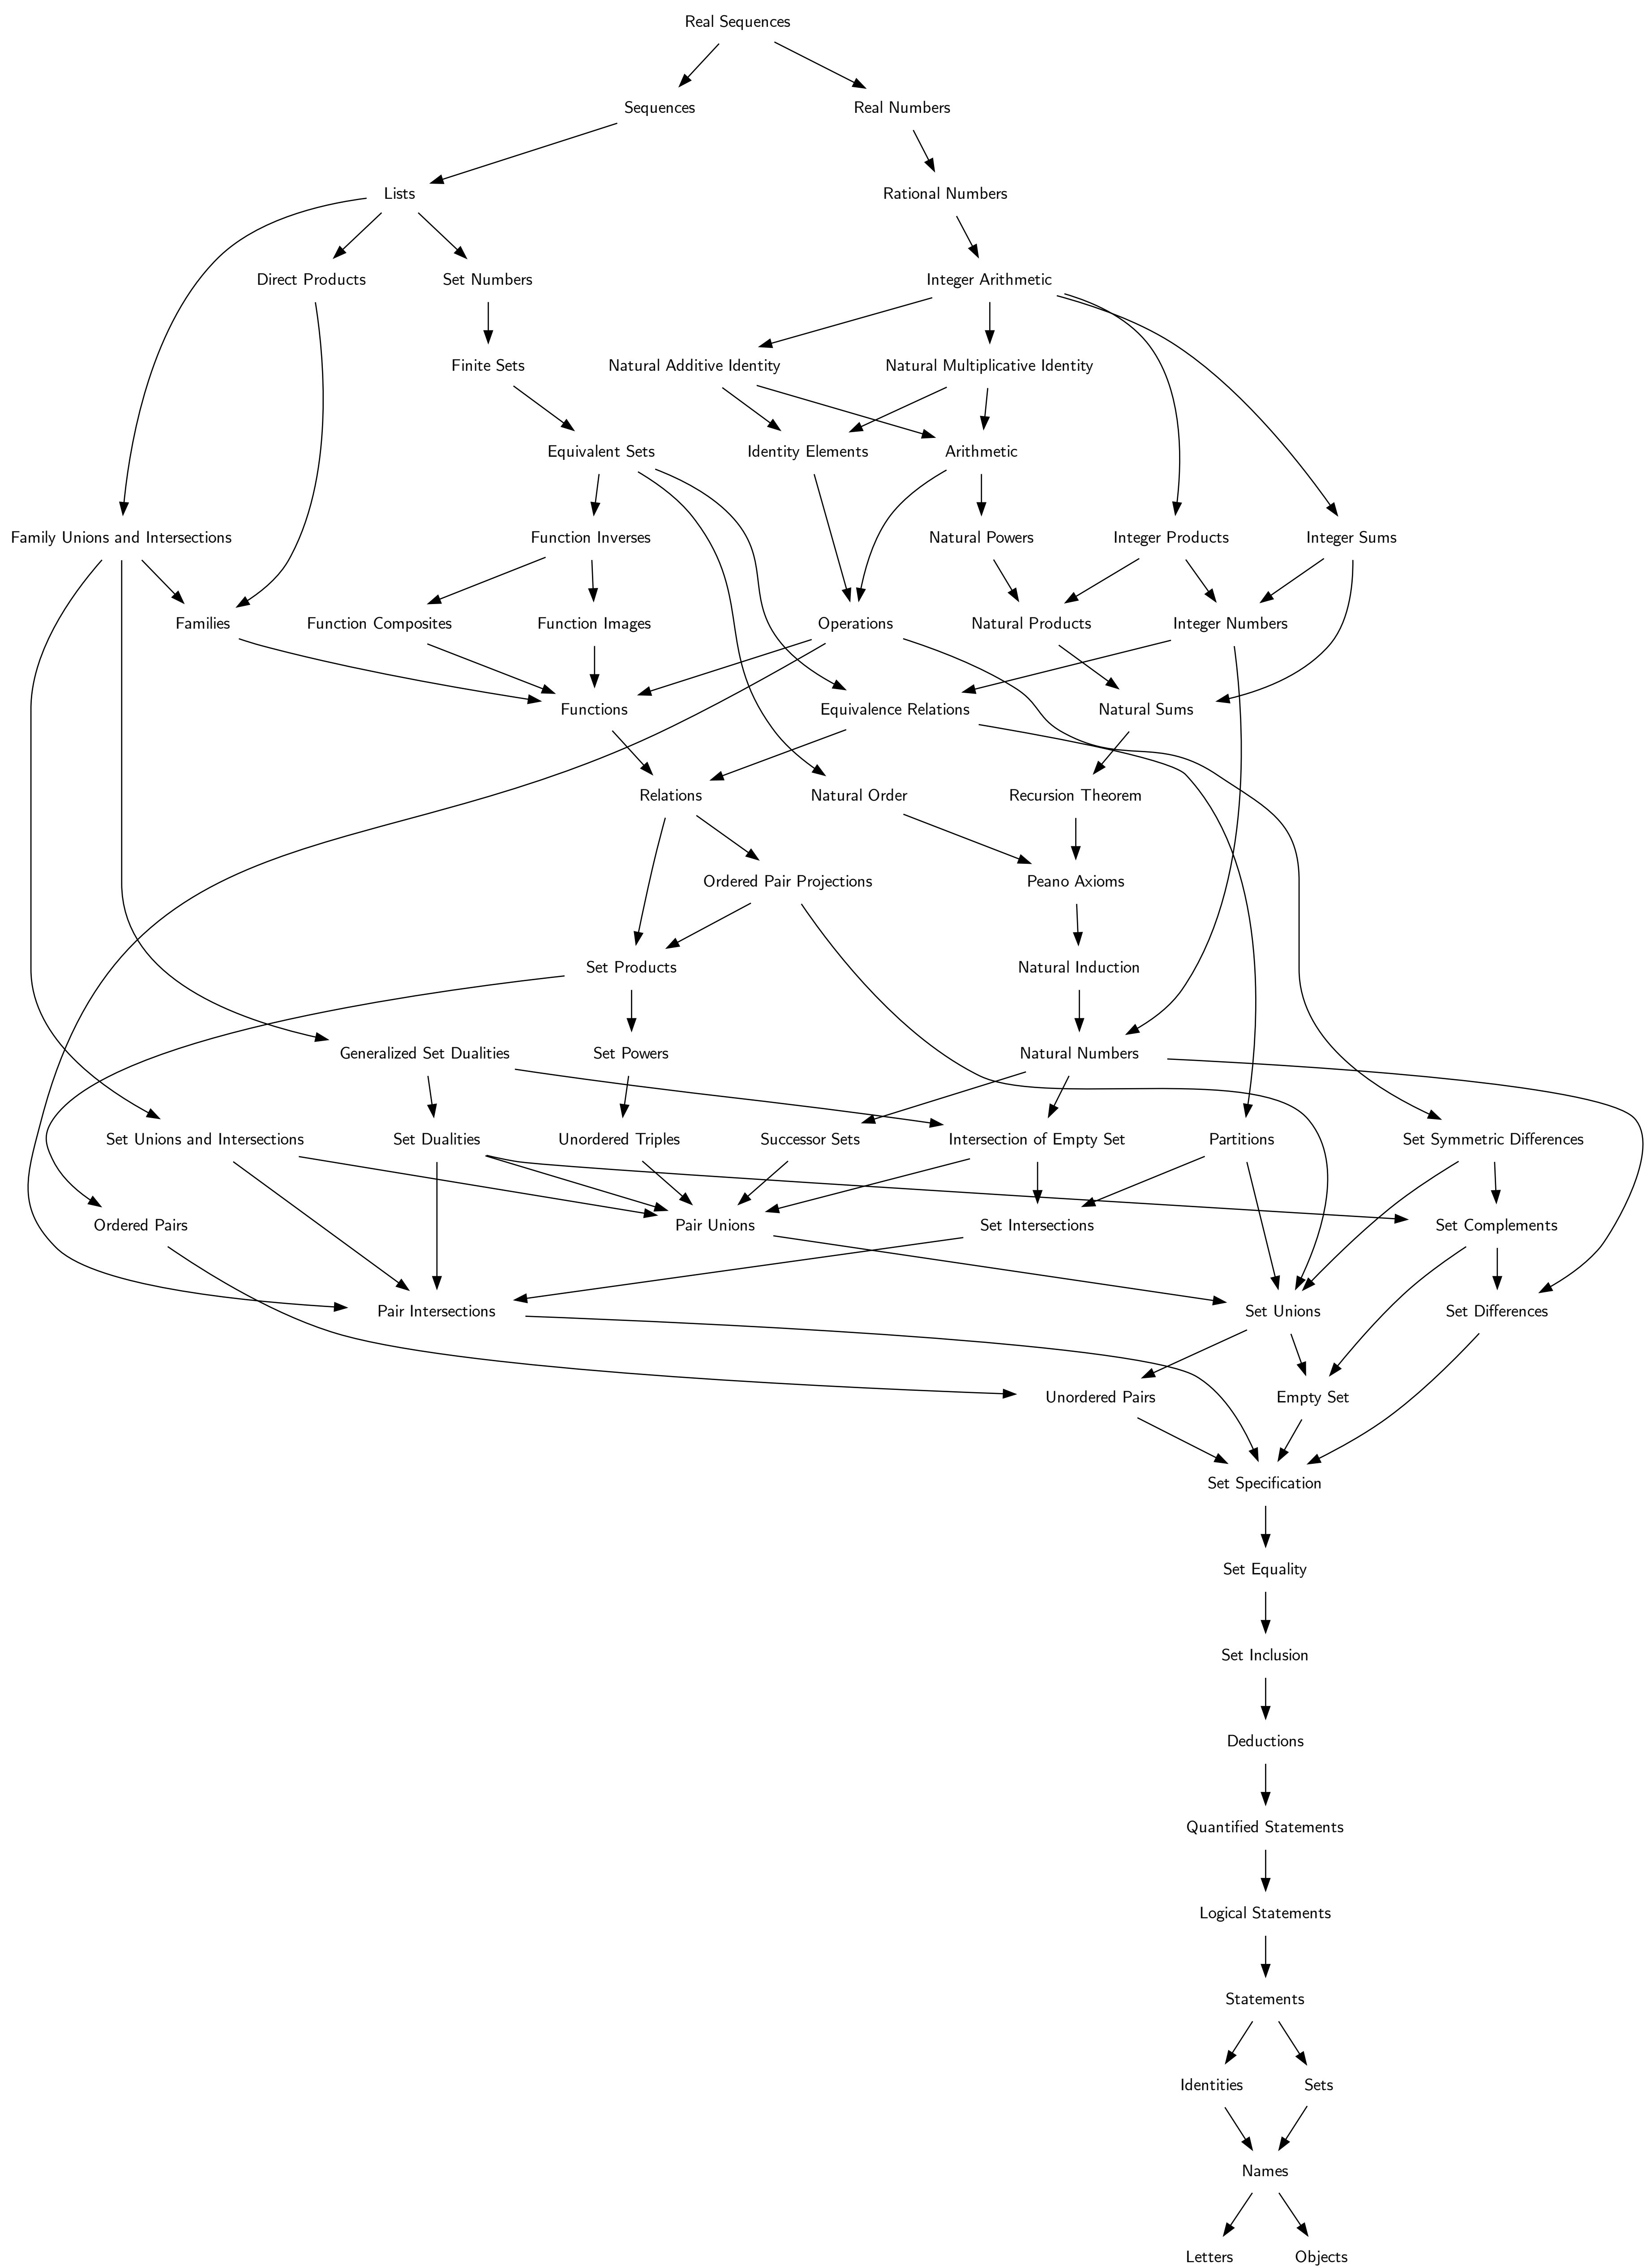 Real Sequences
Sequences
Real Numbers
Lists
Rational Numbers
Direct Products
Set Numbers
Integer Arithmetic
Finite Sets
Natural Additive Identity
Natural Multiplicative Identity
Equivalent Sets
Identity Elements
Arithmetic
Family Unions and Intersections
Function Inverses
Natural Powers
Integer Products
Integer Sums
Families
Function Composites
Function Images
Operations
Natural Products
Integer Numbers
Functions
Equivalence Relations
Natural Sums
Relations
Natural Order
Recursion Theorem
Ordered Pair Projections
Peano Axioms
Set Products
Natural Induction
Generalized Set Dualities
Set Powers
Natural Numbers
Set Unions and Intersections
Set Dualities
Unordered Triples
Successor Sets
Intersection of Empty Set
Partitions
Set Symmetric Differences
Ordered Pairs
Pair Unions
Set Intersections
Set Complements
Pair Intersections
Set Unions
Set Differences
Unordered Pairs
Empty Set
Set Specification
Set Equality
Set Inclusion
Deductions
Quantified Statements
Logical Statements
Statements
Identities
Sets
Names
Letters
Objects